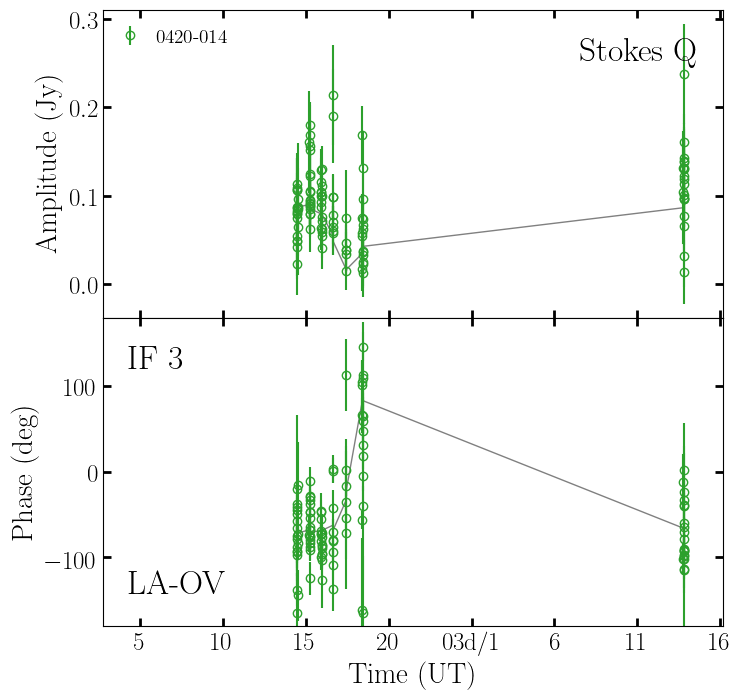 0420-014
Stokes Q
0.3
0.2
0.1
0.0
Amplitude (Jy)
IF 3
100
0
−100
Phase (deg)
LA-OV
5 10 15 20 03d/1 6 11 16
Time (UT)